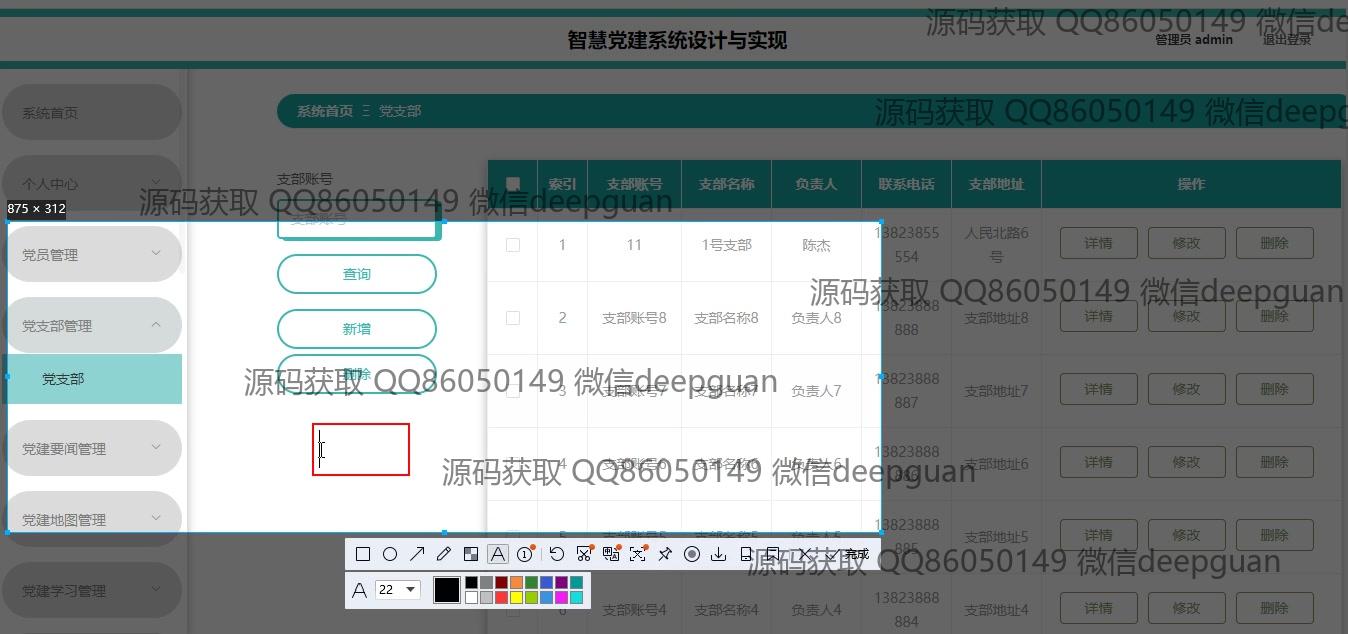 智慧党建系统设计与实现
管理员 admin
退出登录
源码获取 QQ86050149 微信de
系统首页
个人中心
党员管理
党支部管理
党支部
党建要闻管理
党建地图管理
党建学习管理
875 × 312
系统首页 Ξ 党支部
源码获取 QQ86050149 微信deepg
支部账号
源码获取 QQ86050149 微信deepguan
支部账号
查询
新增
删除
索引 支部账号 支部名称 负责人 联系电话 支部地址 操作
1 11 1号支部 陈杰 13823855554 人民北路6号 详情 修改 删除
源码获取 QQ86050149 微信deepguan
2 支部账号8 支部名称8 负责人8 13823888888 支部地址8 详情 修改 删除
源码获取 QQ86050149 微信deepguan
3 支部账号7 支部名称7 负责人7 13823888887 支部地址7 详情 修改 删除
源码获取 QQ86050149 微信deepguan
4 支部账号6 支部名称6 负责人6 支部地址6 详情 修改 删除
5 支部账号5 支部名称5 负责人5 13823888885 支部地址5 详情 修改 删除
源码获取 QQ86050149 微信deepguan
完成
A 22
6 支部账号4 支部名称4 负责人4 13823888884 支部地址4 详情 修改 删除